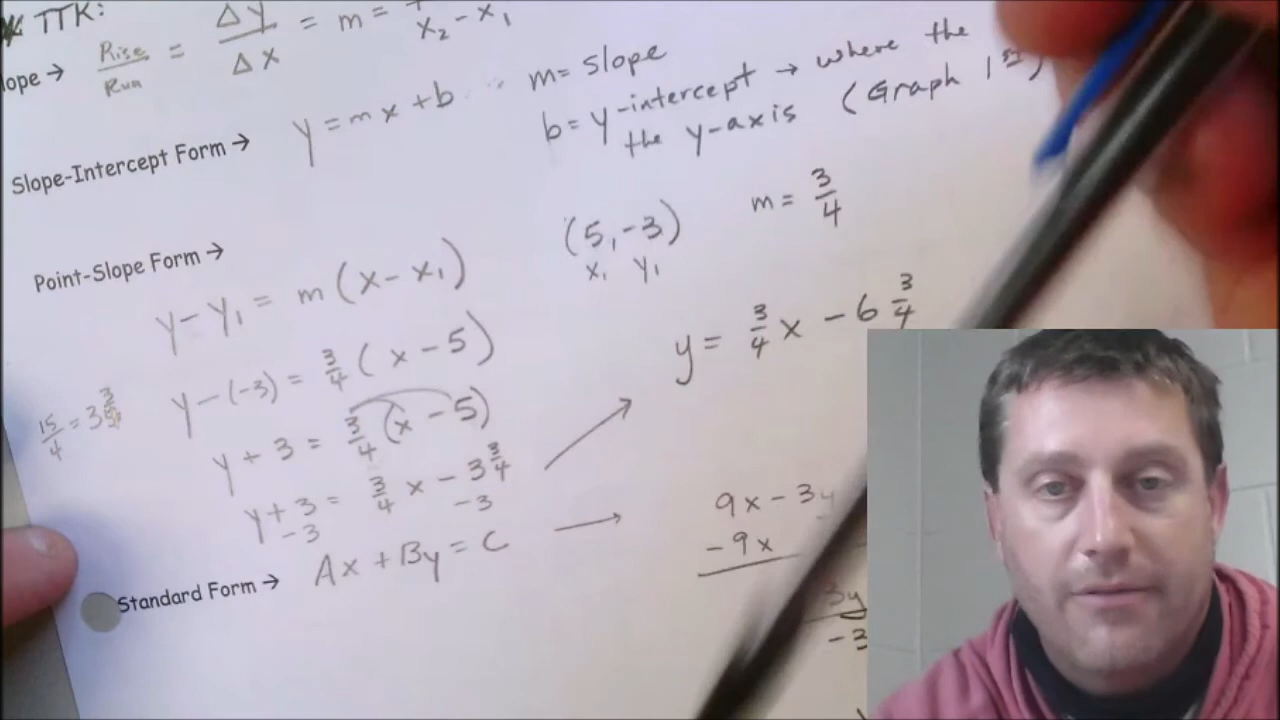 TTK:
Rise/Run = Δy/Δx = m = x₂ - x₁
Slope-Intercept Form → y = mx + b
m = slope
b = y-intercept → where the
the y-axis (Graph 1st)
Point-Slope Form →
(5, -3) m = 3/4
x₁ y₁
y - y₁ = m(x - x₁)
y - (-3) = 3/4 (x - 5)
y = 3/4 x - 6 3/4
15/4 = 3
y + 3 = 3/4 (x - 5)
y + 3 = 3/4 x - 3 3/4
-3 -3
Standard Form → Ax + By = C →
9x - 3y
-9x
3y
-3